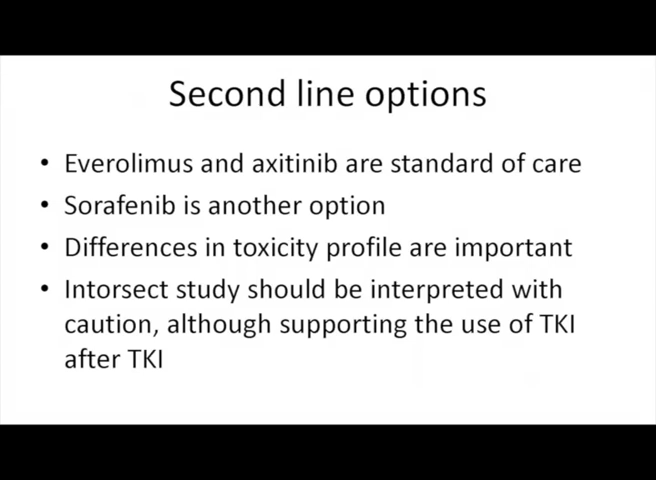 Second line options
• Everolimus and axitinib are standard of care
• Sorafenib is another option
• Differences in toxicity profile are important
• Intorsect study should be interpreted with
caution, although supporting the use of TKI
after TKI